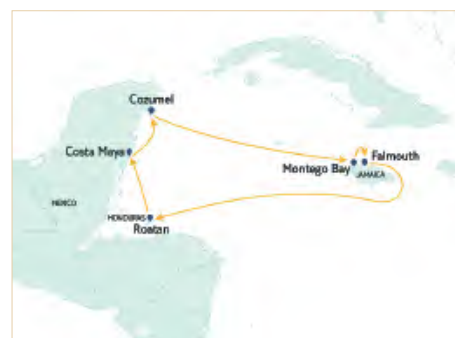 Cozumel
Costa Maya
Falmouth
Montego Bay
JAMAICA
MEXICO
HONDURAS
Roatan